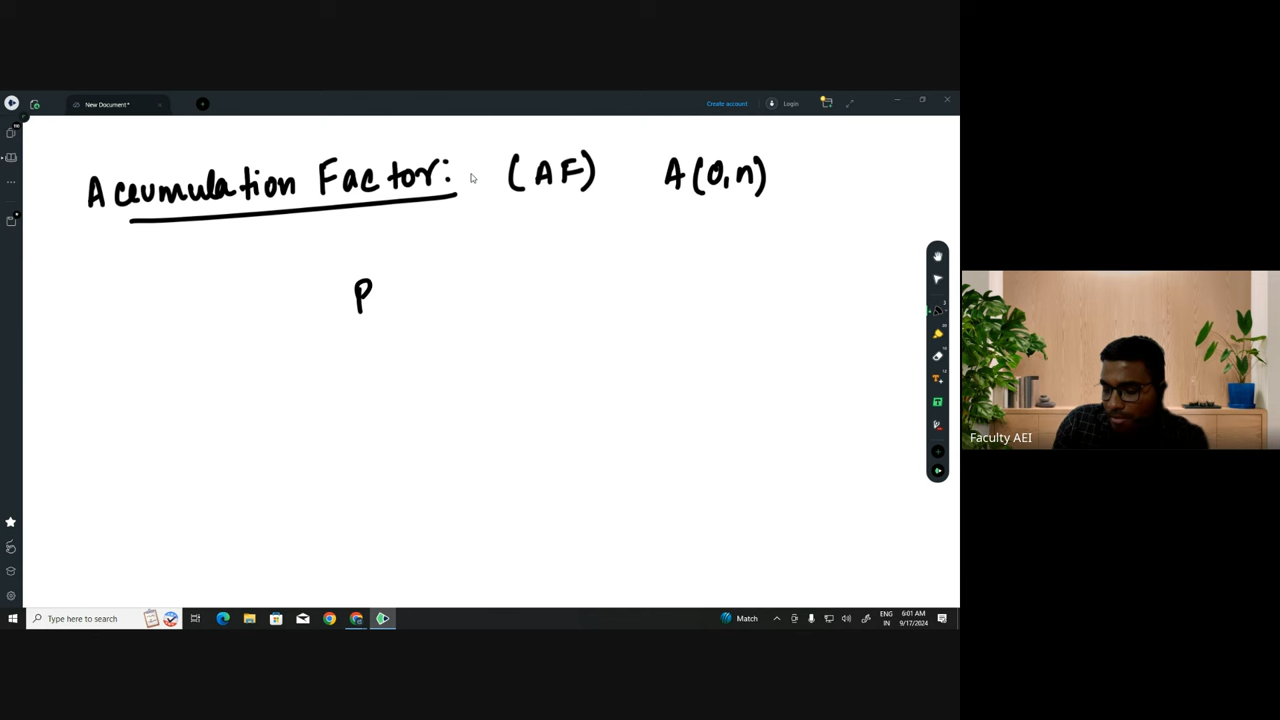 New Document*
Create account
Login
Accumulation Factor: (AF) A(0,n)
P
Faculty AEI
Type here to search
Match
ENG
IN
6:01 AM
9/17/2024